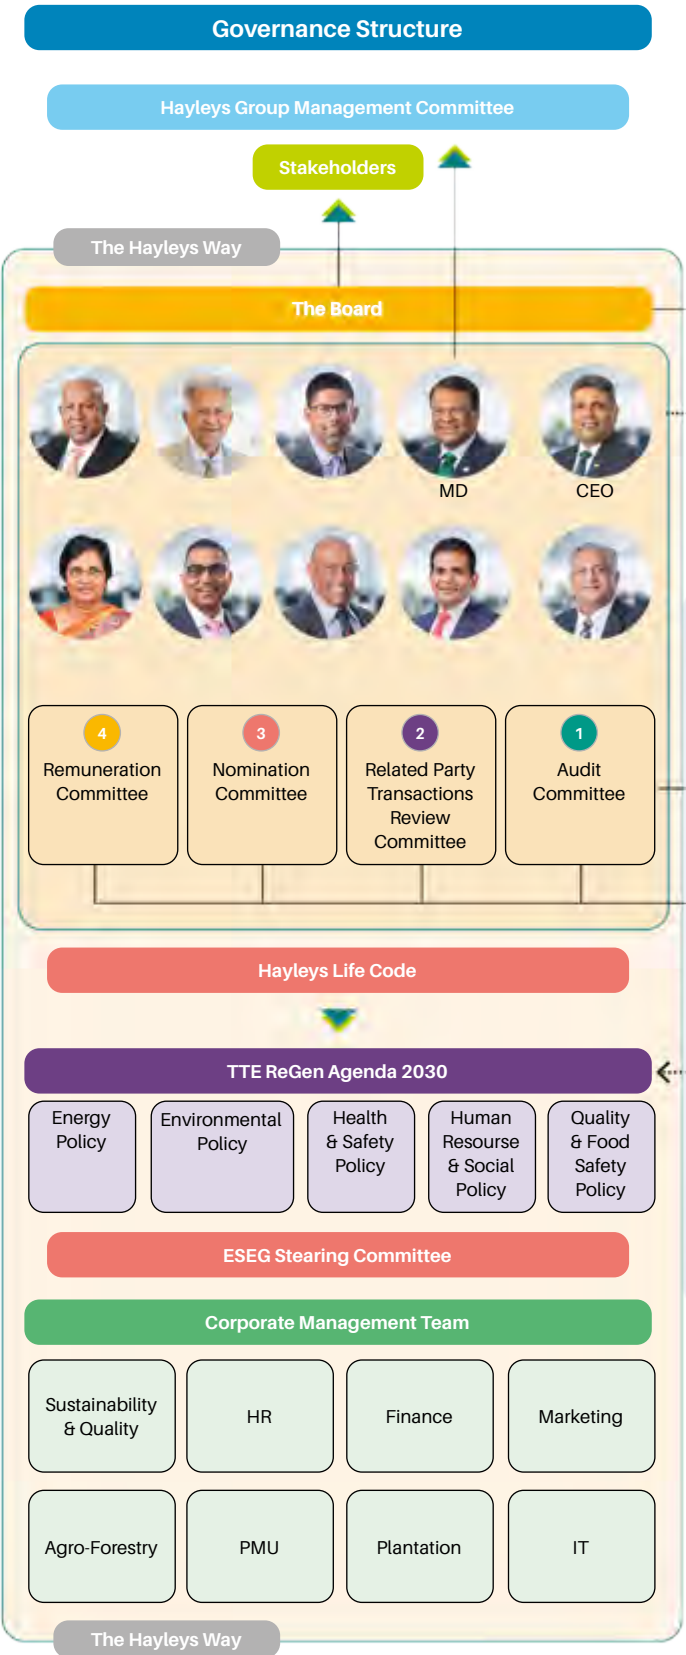 Governance Structure
Hayleys Group Management Committee
Stakeholders
The Hayleys Way
The Board
MD
CEO
4
Remuneration
Committee
3
Nomination
Committee
2
Related Party
Transactions
Review
Committee
1
Audit
Committee
Hayleys Life Code
TTE ReGen Agenda 2030
Energy
Policy
Environmental
Policy
Health
& Safety
Policy
Human
Resourse
& Social
Policy
Quality
& Food
Safety
Policy
ESEG Stearing Committee
Corporate Management Team
Sustainability
& Quality
HR
Finance
Marketing
Agro-Forestry
PMU
Plantation
IT
The Hayleys Way